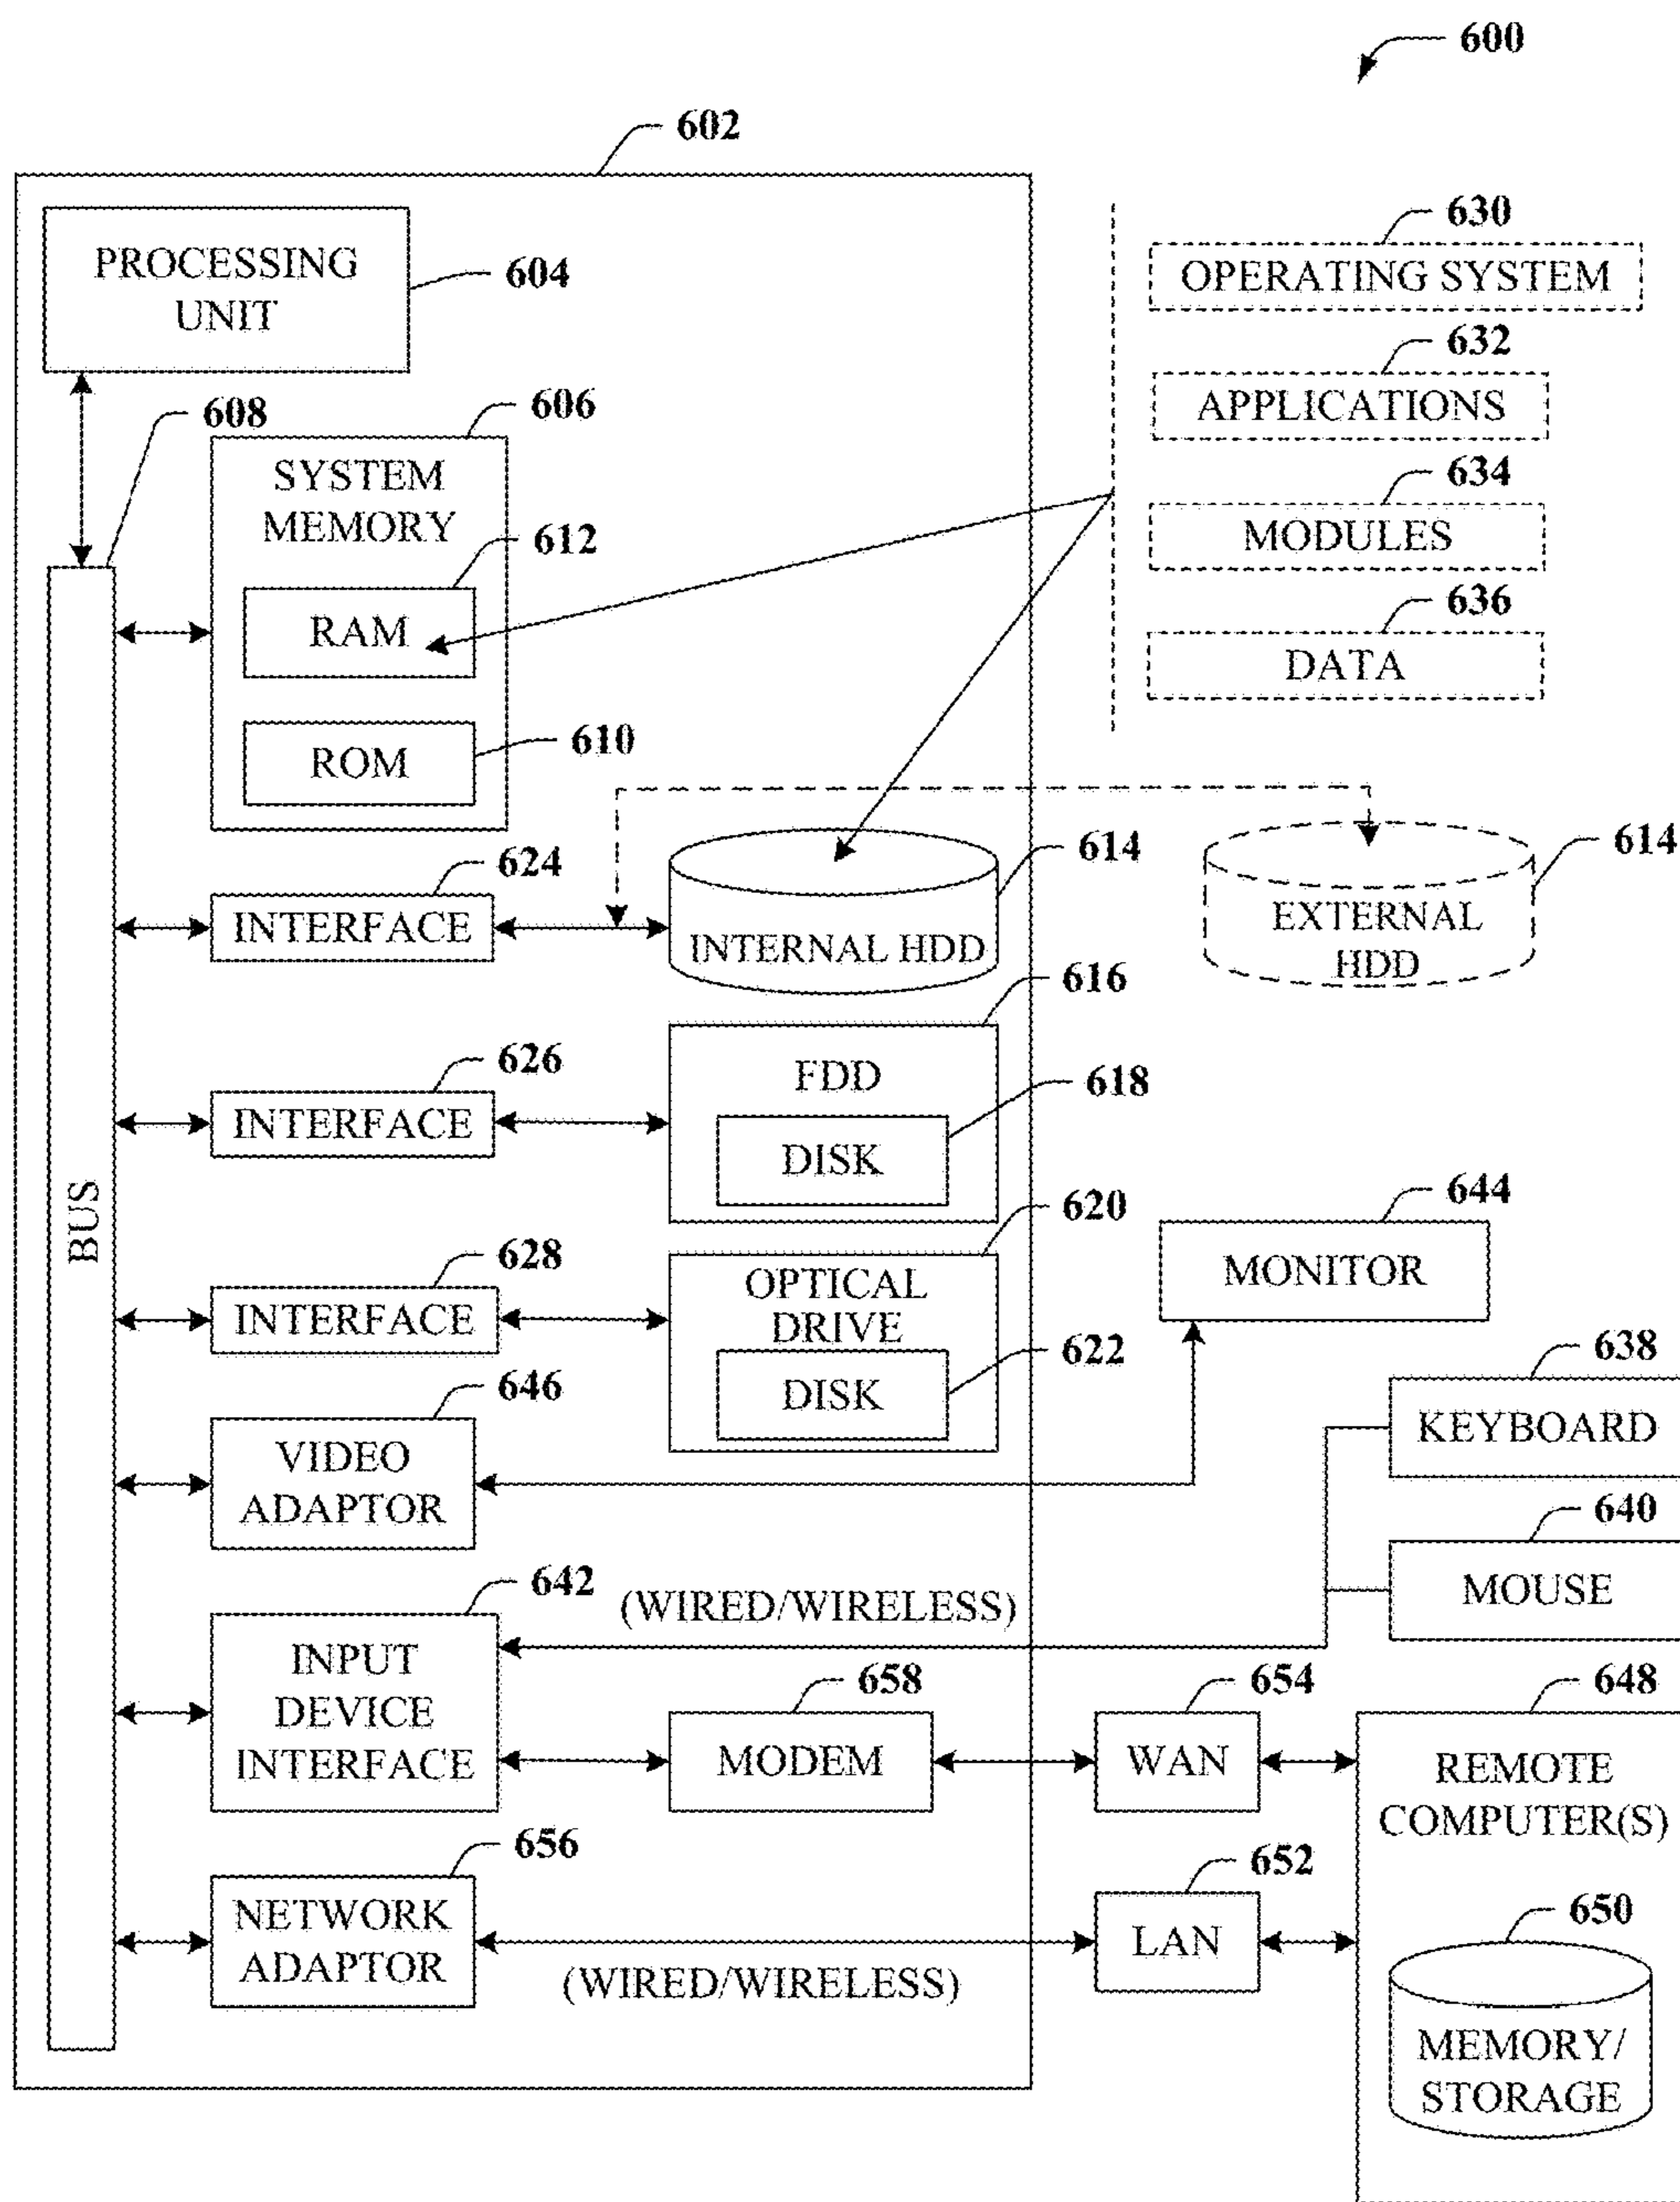 600
602
PROCESSING
UNIT
604
630
OPERATING SYSTEM
632
APPLICATIONS
634
MODULES
636
DATA
608
606
SYSTEM
MEMORY
612
RAM
610
ROM
BUS
624
INTERFACE
614
INTERNAL HDD
614
EXTERNAL
HDD
626
INTERFACE
616
FDD
618
DISK
628
INTERFACE
620
OPTICAL
DRIVE
622
DISK
644
MONITOR
646
VIDEO
ADAPTOR
638
KEYBOARD
640
MOUSE
642
INPUT
DEVICE
INTERFACE
(WIRED/WIRELESS)
658
MODEM
654
WAN
648
REMOTE
COMPUTER(S)
656
NETWORK
ADAPTOR
(WIRED/WIRELESS)
652
LAN
650
MEMORY/
STORAGE